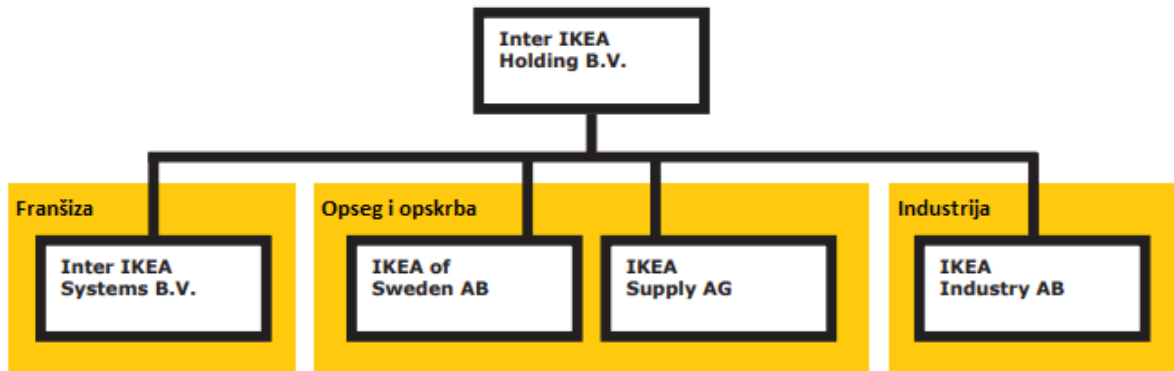 Inter IKEA
Holding B.V.
Franšiza
Opseg i opskrba
Industrija
Inter IKEA
Systems B.V.
IKEA of
Sweden AB
IKEA
Supply AG
IKEA
Industry AB